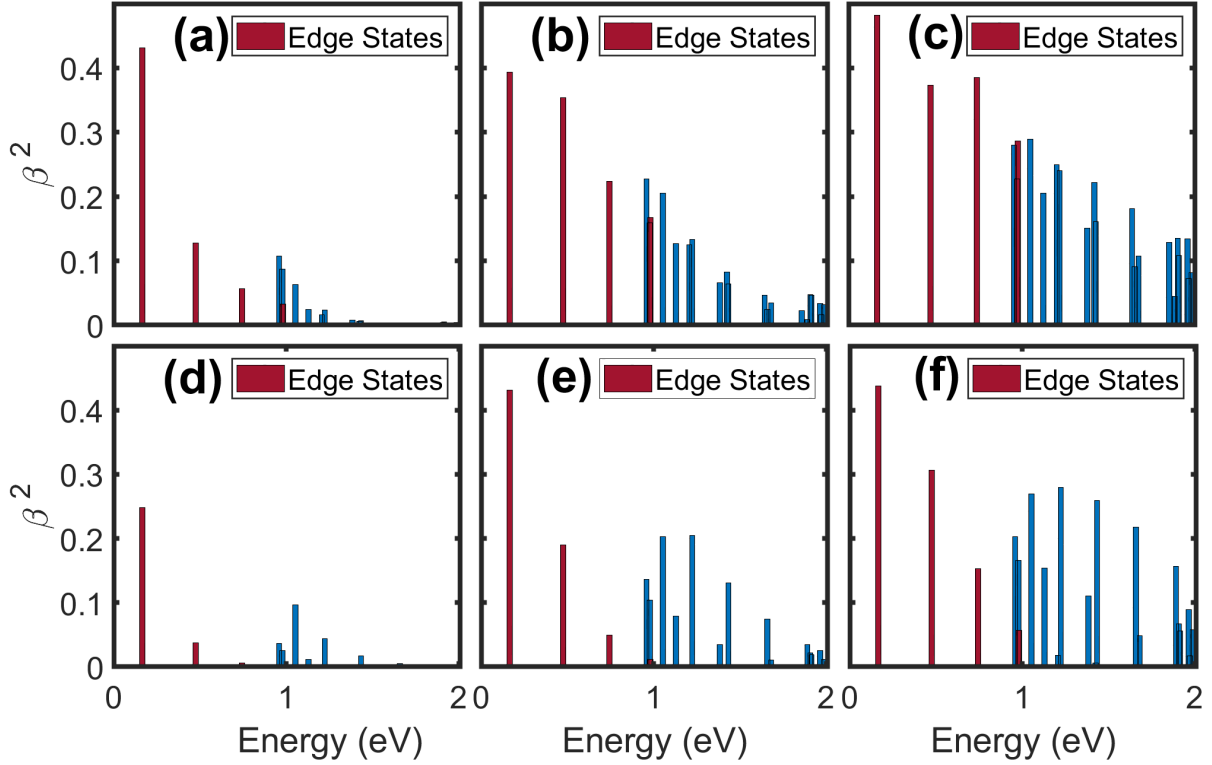 (a) Edge States
(b) Edge States
(c) Edge States
0.4
0.3
0.2
0.1
0
β 2
(d) Edge States
(e) Edge States
(f) Edge States
0.4
0.3
0.2
0.1
0
β 2
0 1 2 0 1 2 0 1 2
Energy (eV) Energy (eV) Energy (eV)